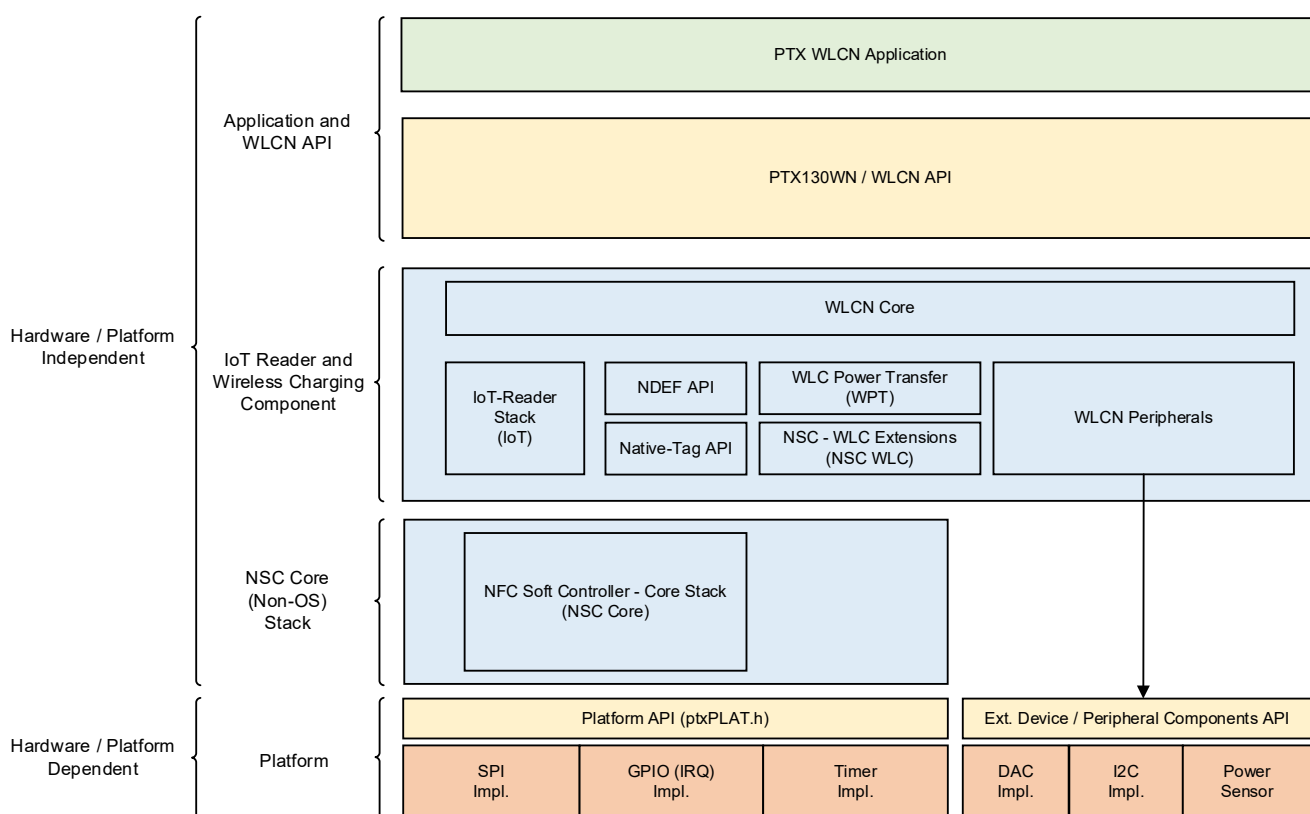 PTX WLCN Application
Application and
WLCN API
PTX130WN / WLCN API
Hardware / Platform
Independent
IoT Reader and
Wireless Charging
Component
WLCN Core
IoT-Reader
Stack
(IoT)
NDEF API
Native-Tag API
WLC Power Transfer
(WPT)
NSC - WLC Extensions
(NSC WLC)
WLCN Peripherals
NSC Core
(Non-OS)
Stack
NFC Soft Controller - Core Stack
(NSC Core)
Hardware / Platform
Dependent
Platform
Platform API (ptxPLAT.h)
Ext. Device / Peripheral Components API
SPI
Impl.
GPIO (IRQ)
Impl.
Timer
Impl.
DAC
Impl.
I2C
Impl.
Power
Sensor